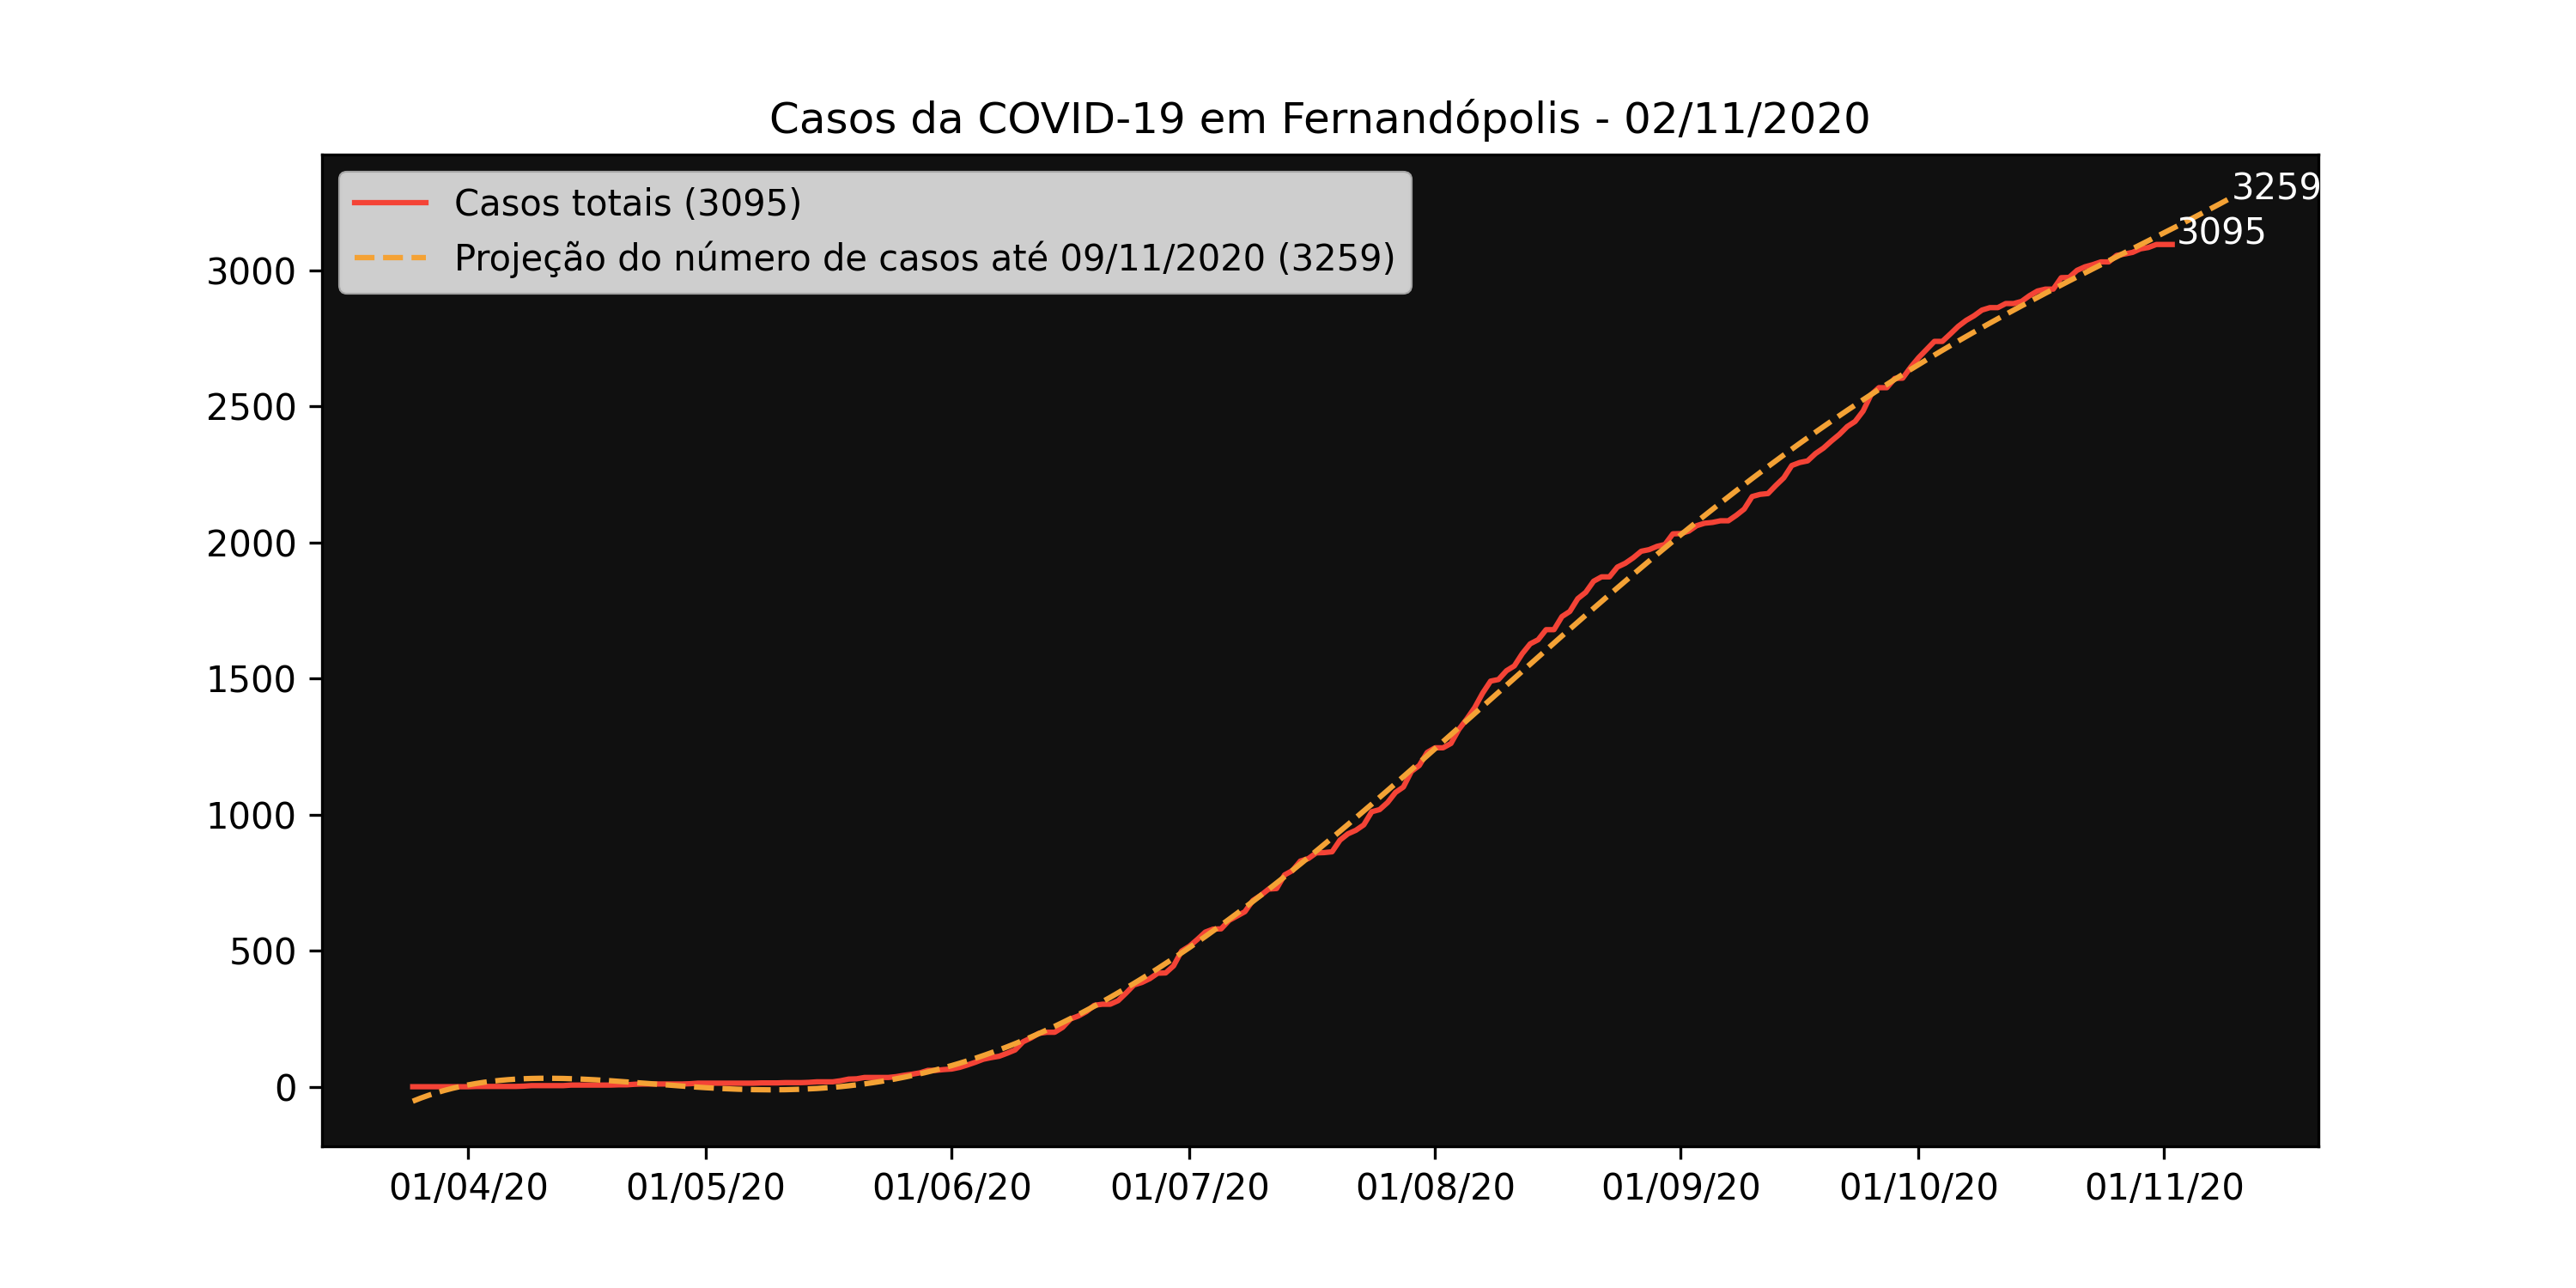 Casos da COVID-19 em Fernandópolis - 02/11/2020
Casos totais (3095)
Projeção do número de casos até 09/11/2020 (3259)
3259
3095
3000
2500
2000
1500
1000
500
0
01/04/20 01/05/20 01/06/20 01/07/20 01/08/20 01/09/20 01/10/20 01/11/20